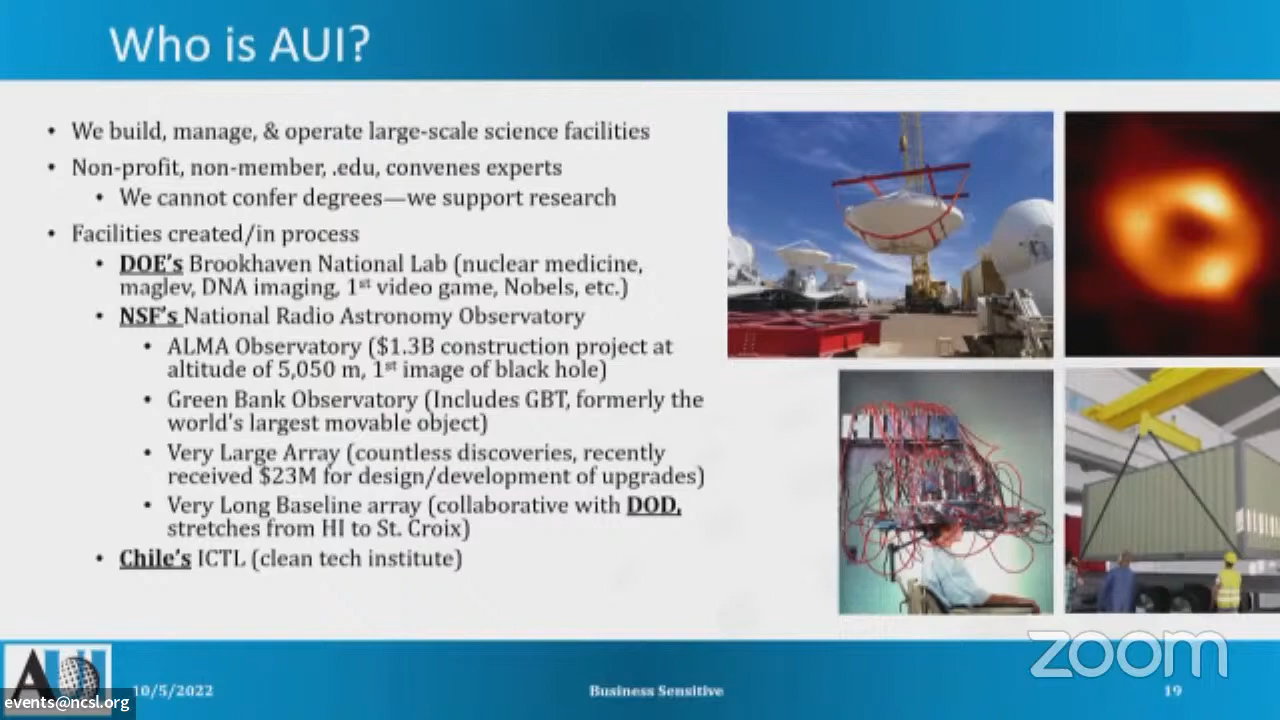 Who is AUI?
• We build, manage, & operate large-scale science facilities
• Non-profit, non-member, .edu, convenes experts
• We cannot confer degrees—we support research
• Facilities created/in process
• DOE's Brookhaven National Lab (nuclear medicine,
maglev, DNA imaging, 1st video game, Nobels, etc.)
• NSF's National Radio Astronomy Observatory
• ALMA Observatory ($1.3B construction project at
altitude of 5,050 m, 1st image of black hole)
• Green Bank Observatory (Includes GBT, formerly the
world's largest movable object)
• Very Large Array (countless discoveries, recently
received $23M for design/development of upgrades)
• Very Long Baseline array (collaborative with DOD,
stretches from HI to St. Croix)
• Chile's ICTL (clean tech institute)
zoom
AUI
10/5/2022
Business Sensitive
19
events@ncsl.org